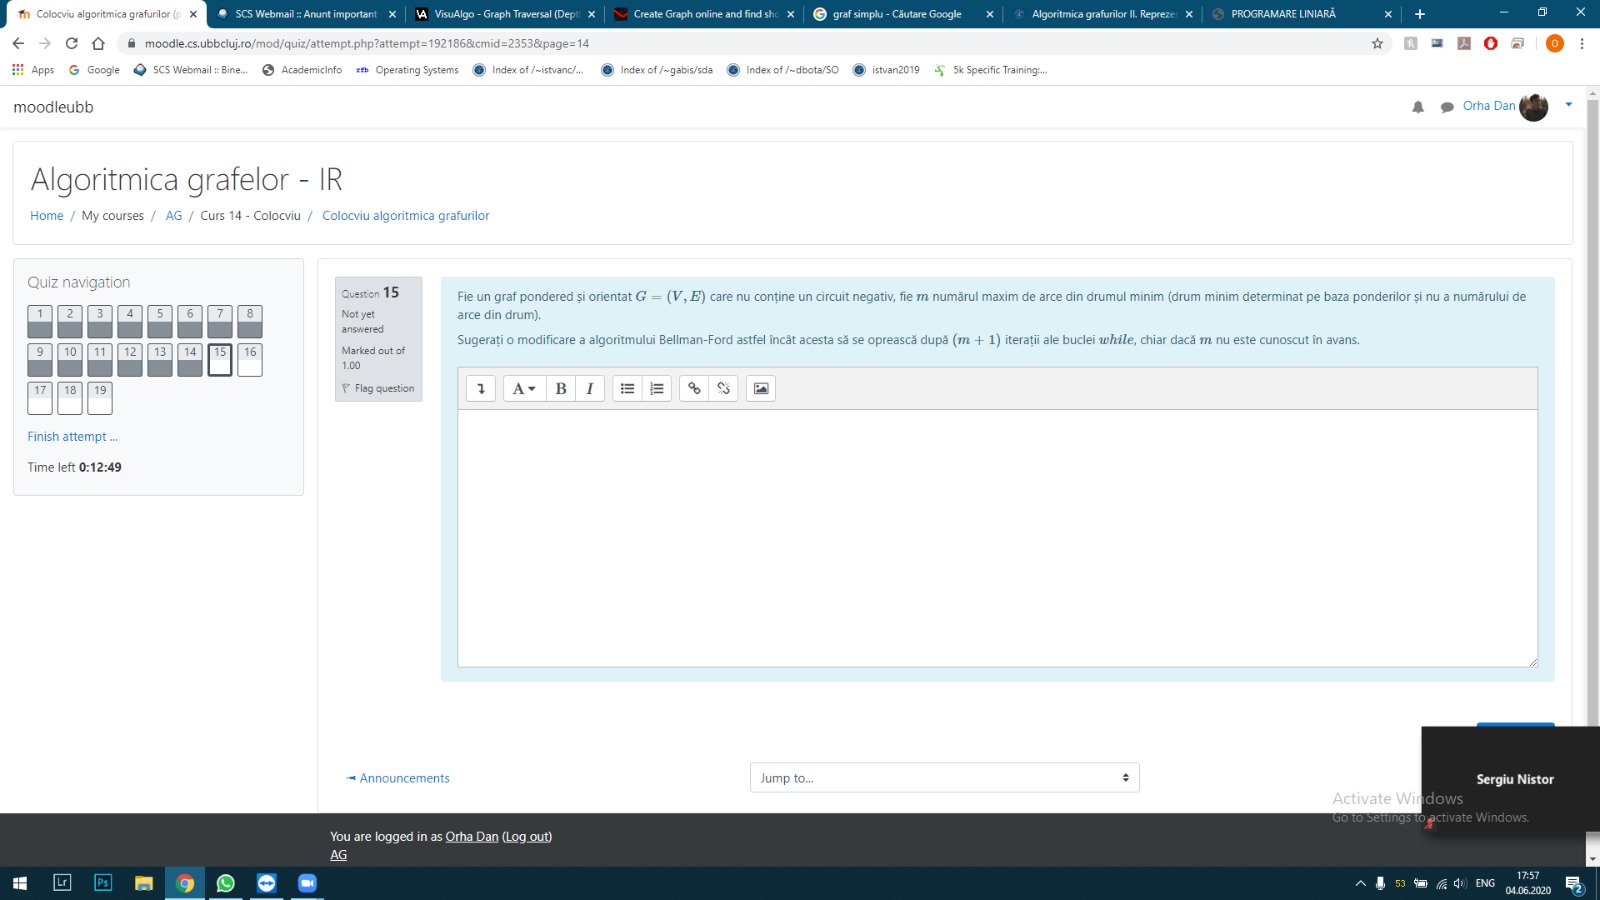 Colocviu algoritmica grafurilor (p
SCS Webmail :: Anunt important
VisuAlgo - Graph Traversal (Dept
Create Graph online and find sho
graf simplu - Căutare Google
Algoritmica grafurilor II. Repreze
PROGRAMARE LINIARĂ
moodle.cs.ubbcluj.ro/mod/quiz/attempt.php?attempt=192186&cmid=2353&page=14
Apps
Google
SCS Webmail :: Bine...
AcademicInfo
Operating Systems
Index of /~istvanc/...
Index of /~gabis/sda
Index of /~dbota/SO
istvan2019
5k Specific Training:...
moodleubb
Orha Dan
Algoritmica grafelor - IR
Home / My courses / AG / Curs 14 - Colocviu / Colocviu algoritmica grafurilor
Quiz navigation
1 2 3 4 5 6 7 8
9 10 11 12 13 14 15 16
17 18 19
Finish attempt ...
Time left 0:12:49
Question 15
Not yet
answered
Marked out of
1.00
Flag question
Fie un graf pondered și orientat G = (V, E) care nu conține un circuit negativ, fie m numărul maxim de arce din drumul minim (drum minim determinat pe baza ponderilor și nu a numărului de
arce din drum).
Sugerați o modificare a algoritmului Bellman-Ford astfel încât acesta să se oprească după (m + 1) iterații ale buclei while, chiar dacă m nu este cunoscut în avans.
A B I
Announcements
Jump to...
Sergiu Nistor
Activate Windows
Go to Settings to activate Windows.
You are logged in as Orha Dan (Log out)
AG
Lr
Ps
53
ENG
17:57
04.06.2020
2